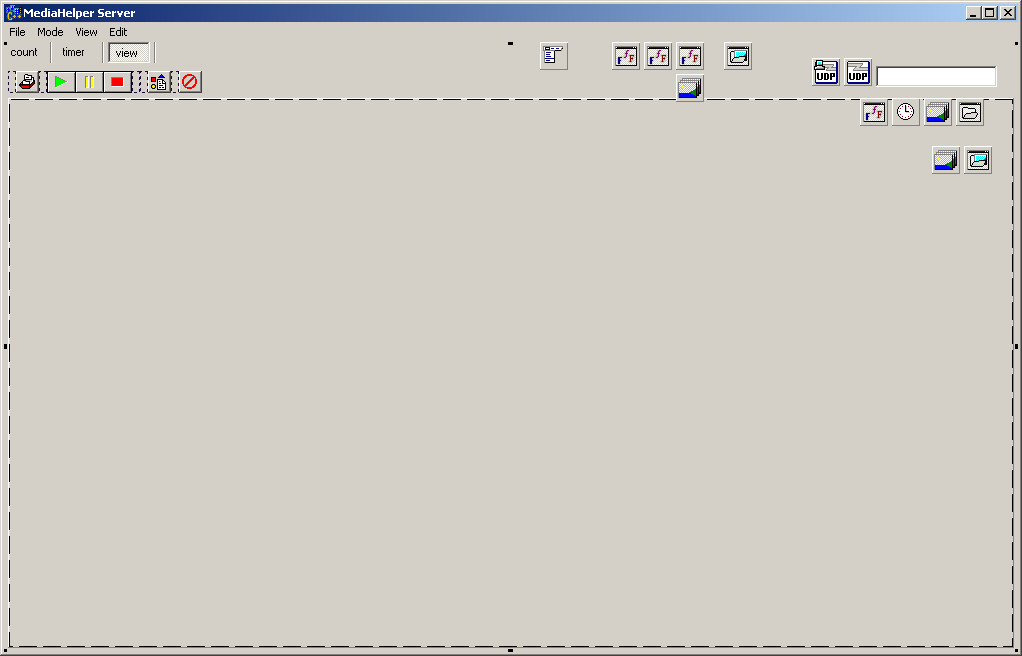 MediaHelper Server
File Mode View Edit
count timer view
F f F F f F F f F
UDP UDP
F f F